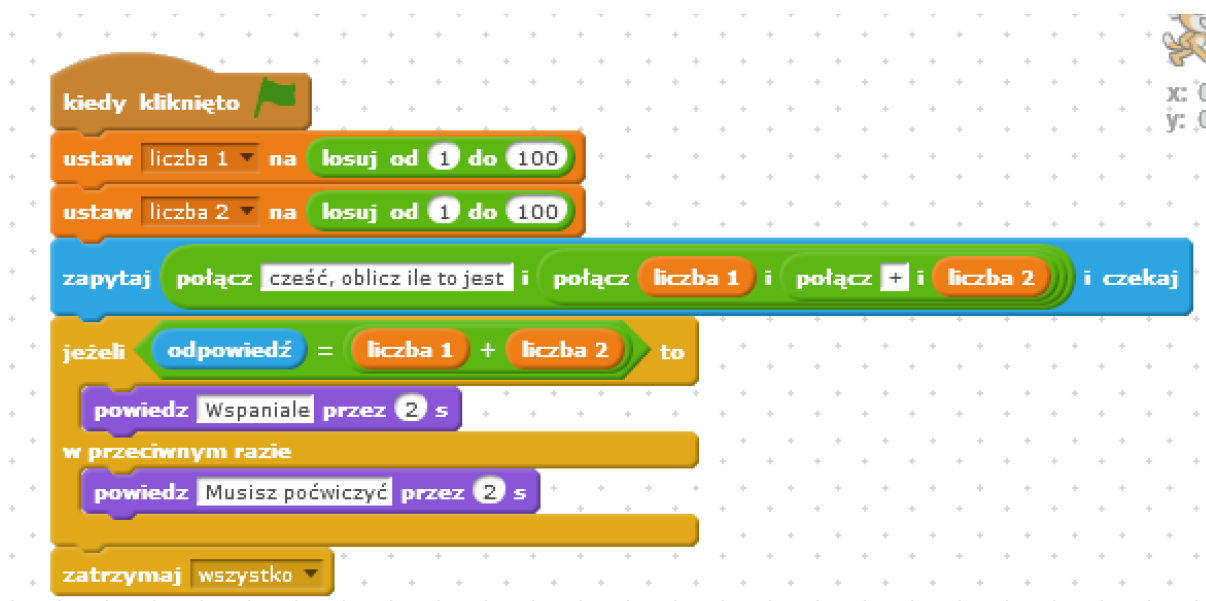 kiedy kliknięto
x: 0
y: 0
ustaw liczba 1 na losuj od 1 do 100
ustaw liczba 2 na losuj od 1 do 100
zapytaj połącz cześć, oblicz ile to jest i połącz liczba 1 i połącz + i liczba 2 i czekaj
jeżeli odpowiedź = liczba 1 + liczba 2 to
powiedz Wspaniale przez 2 s
w przeciwnym razie
powiedz Musisz poćwiczyć przez 2 s
zatrzymaj wszystko